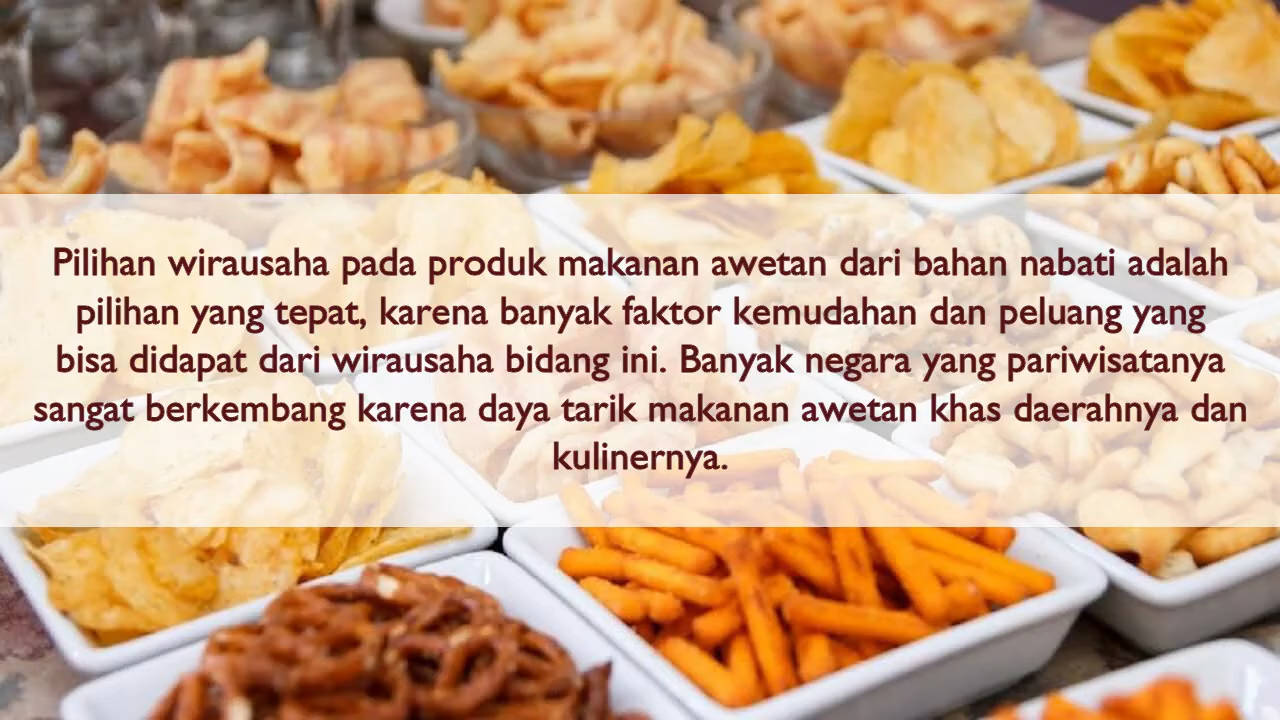 Pilihan wirausaha pada produk makanan awetan dari bahan nabati adalah
pilihan yang tepat, karena banyak faktor kemudahan dan peluang yang
bisa didapat dari wirausaha bidang ini. Banyak negara yang pariwisatanya
sangat berkembang karena daya tarik makanan awetan khas daerahnya dan
kulinernya.